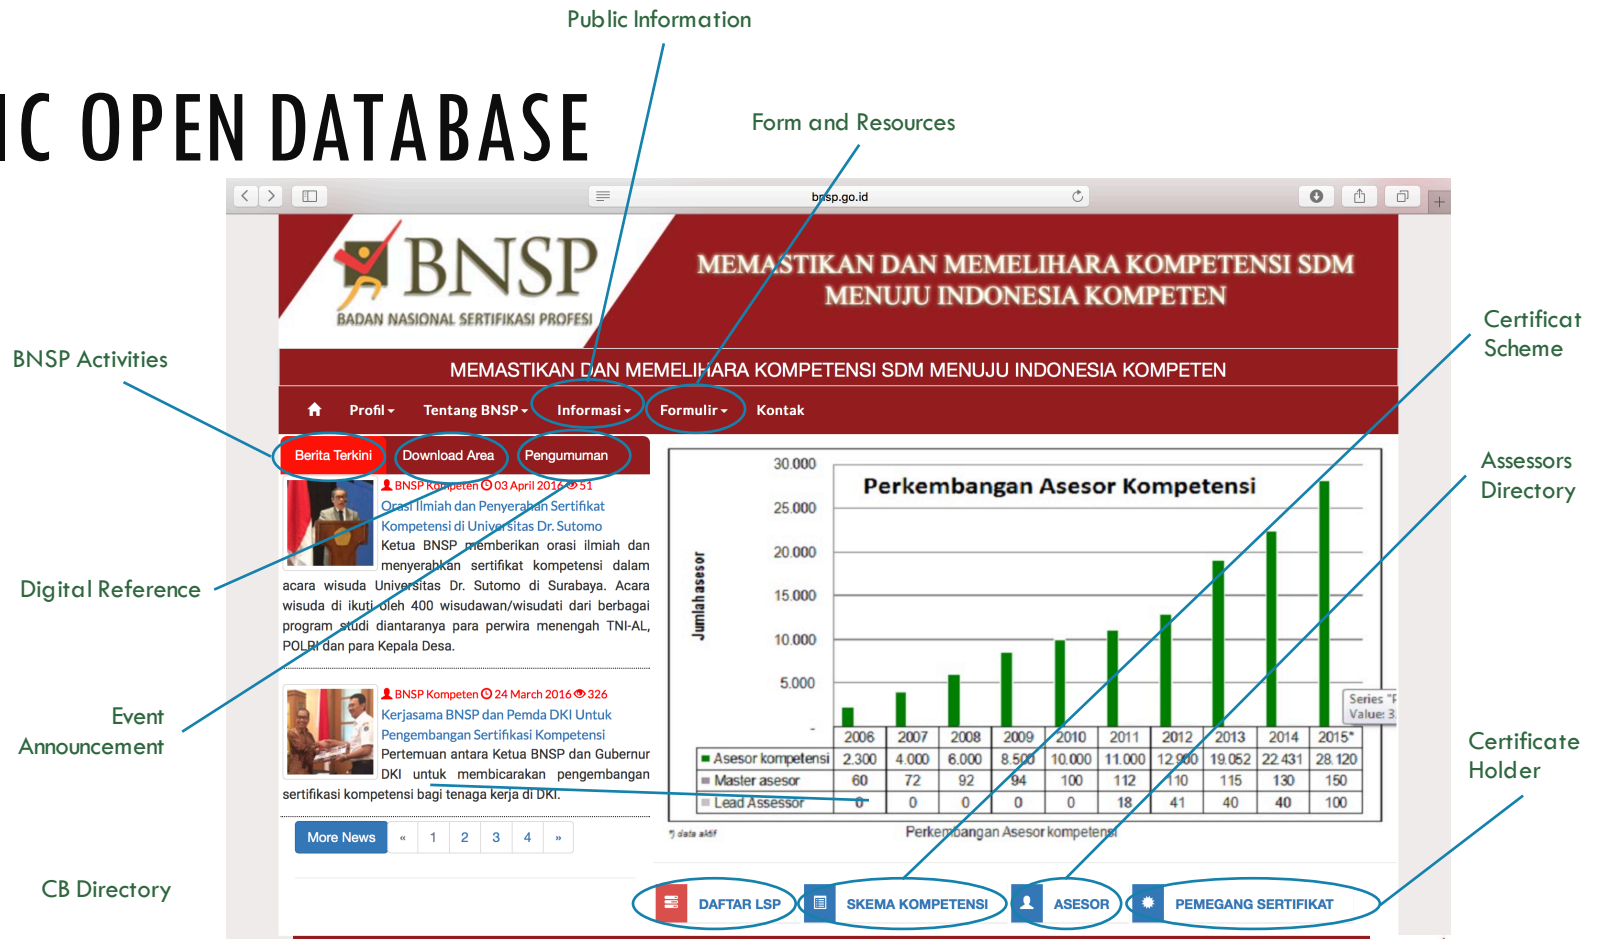 Public Information
IC OPEN DATABASE
Form and Resources
bnsp.go.id
BNSP
BADAN NASIONAL SERTIFIKASI PROFESI
MEMASTIKAN DAN MEMELIHARA KOMPETENSI SDM
MENUJU INDONESIA KOMPETEN
Certificat
Scheme
BNSP Activities
MEMASTIKAN DAN MEMELIHARA KOMPETENSI SDM MENUJU INDONESIA KOMPETEN
Profil Tentang BNSP Informasi Formulir Kontak
Berita Terkini Download Area Pengumuman
BNSP Kompeten 03 April 2016 51
Orasi Ilmiah dan Penyerahan Sertifikat
Kompetensi di Universitas Dr. Sutomo
Ketua BNSP memberikan orasi ilmiah dan
menyerahkan sertifikat kompetensi dalam
acara wisuda Universitas Dr. Sutomo di Surabaya. Acara
wisuda di ikuti oleh 400 wisudawan/wisudati dari berbagai
program studi diantaranya para perwira menengah TNI-AL,
POLRI dan para Kepala Desa.
Digital Reference
BNSP Kompeten 24 March 2016 326
Kerjasama BNSP dan Pemda DKI Untuk
Pengembangan Sertifikasi Kompetensi
Pertemuan antara Ketua BNSP dan Gubernur
DKI untuk membicarakan pengembangan
sertifikasi kompetensi bagi tenaga kerja di DKI.
Event
Announcement
More News « 1 2 3 4 »
CB Directory
Perkembangan Asesor Kompetensi
Jumlah asesor
30.000
25.000
20.000
15.000
10.000
5.000
-
Series "P
Value: 3
2006 2007 2008 2009 2010 2011 2012 2013 2014 2015*
Asesor kompetensi 2.300 4.000 6.000 8.500 10.000 11.000 12.900 19.052 22.431 28.120
Master asesor 60 72 92 94 100 112 110 115 130 150
Lead Assessor 0 0 0 0 0 18 41 40 40 100
*) data aktif
Perkembangan Asesor kompetensi
Assessors
Directory
Certificate
Holder
DAFTAR LSP SKEMA KOMPETENSI ASESOR PEMEGANG SERTIFIKAT